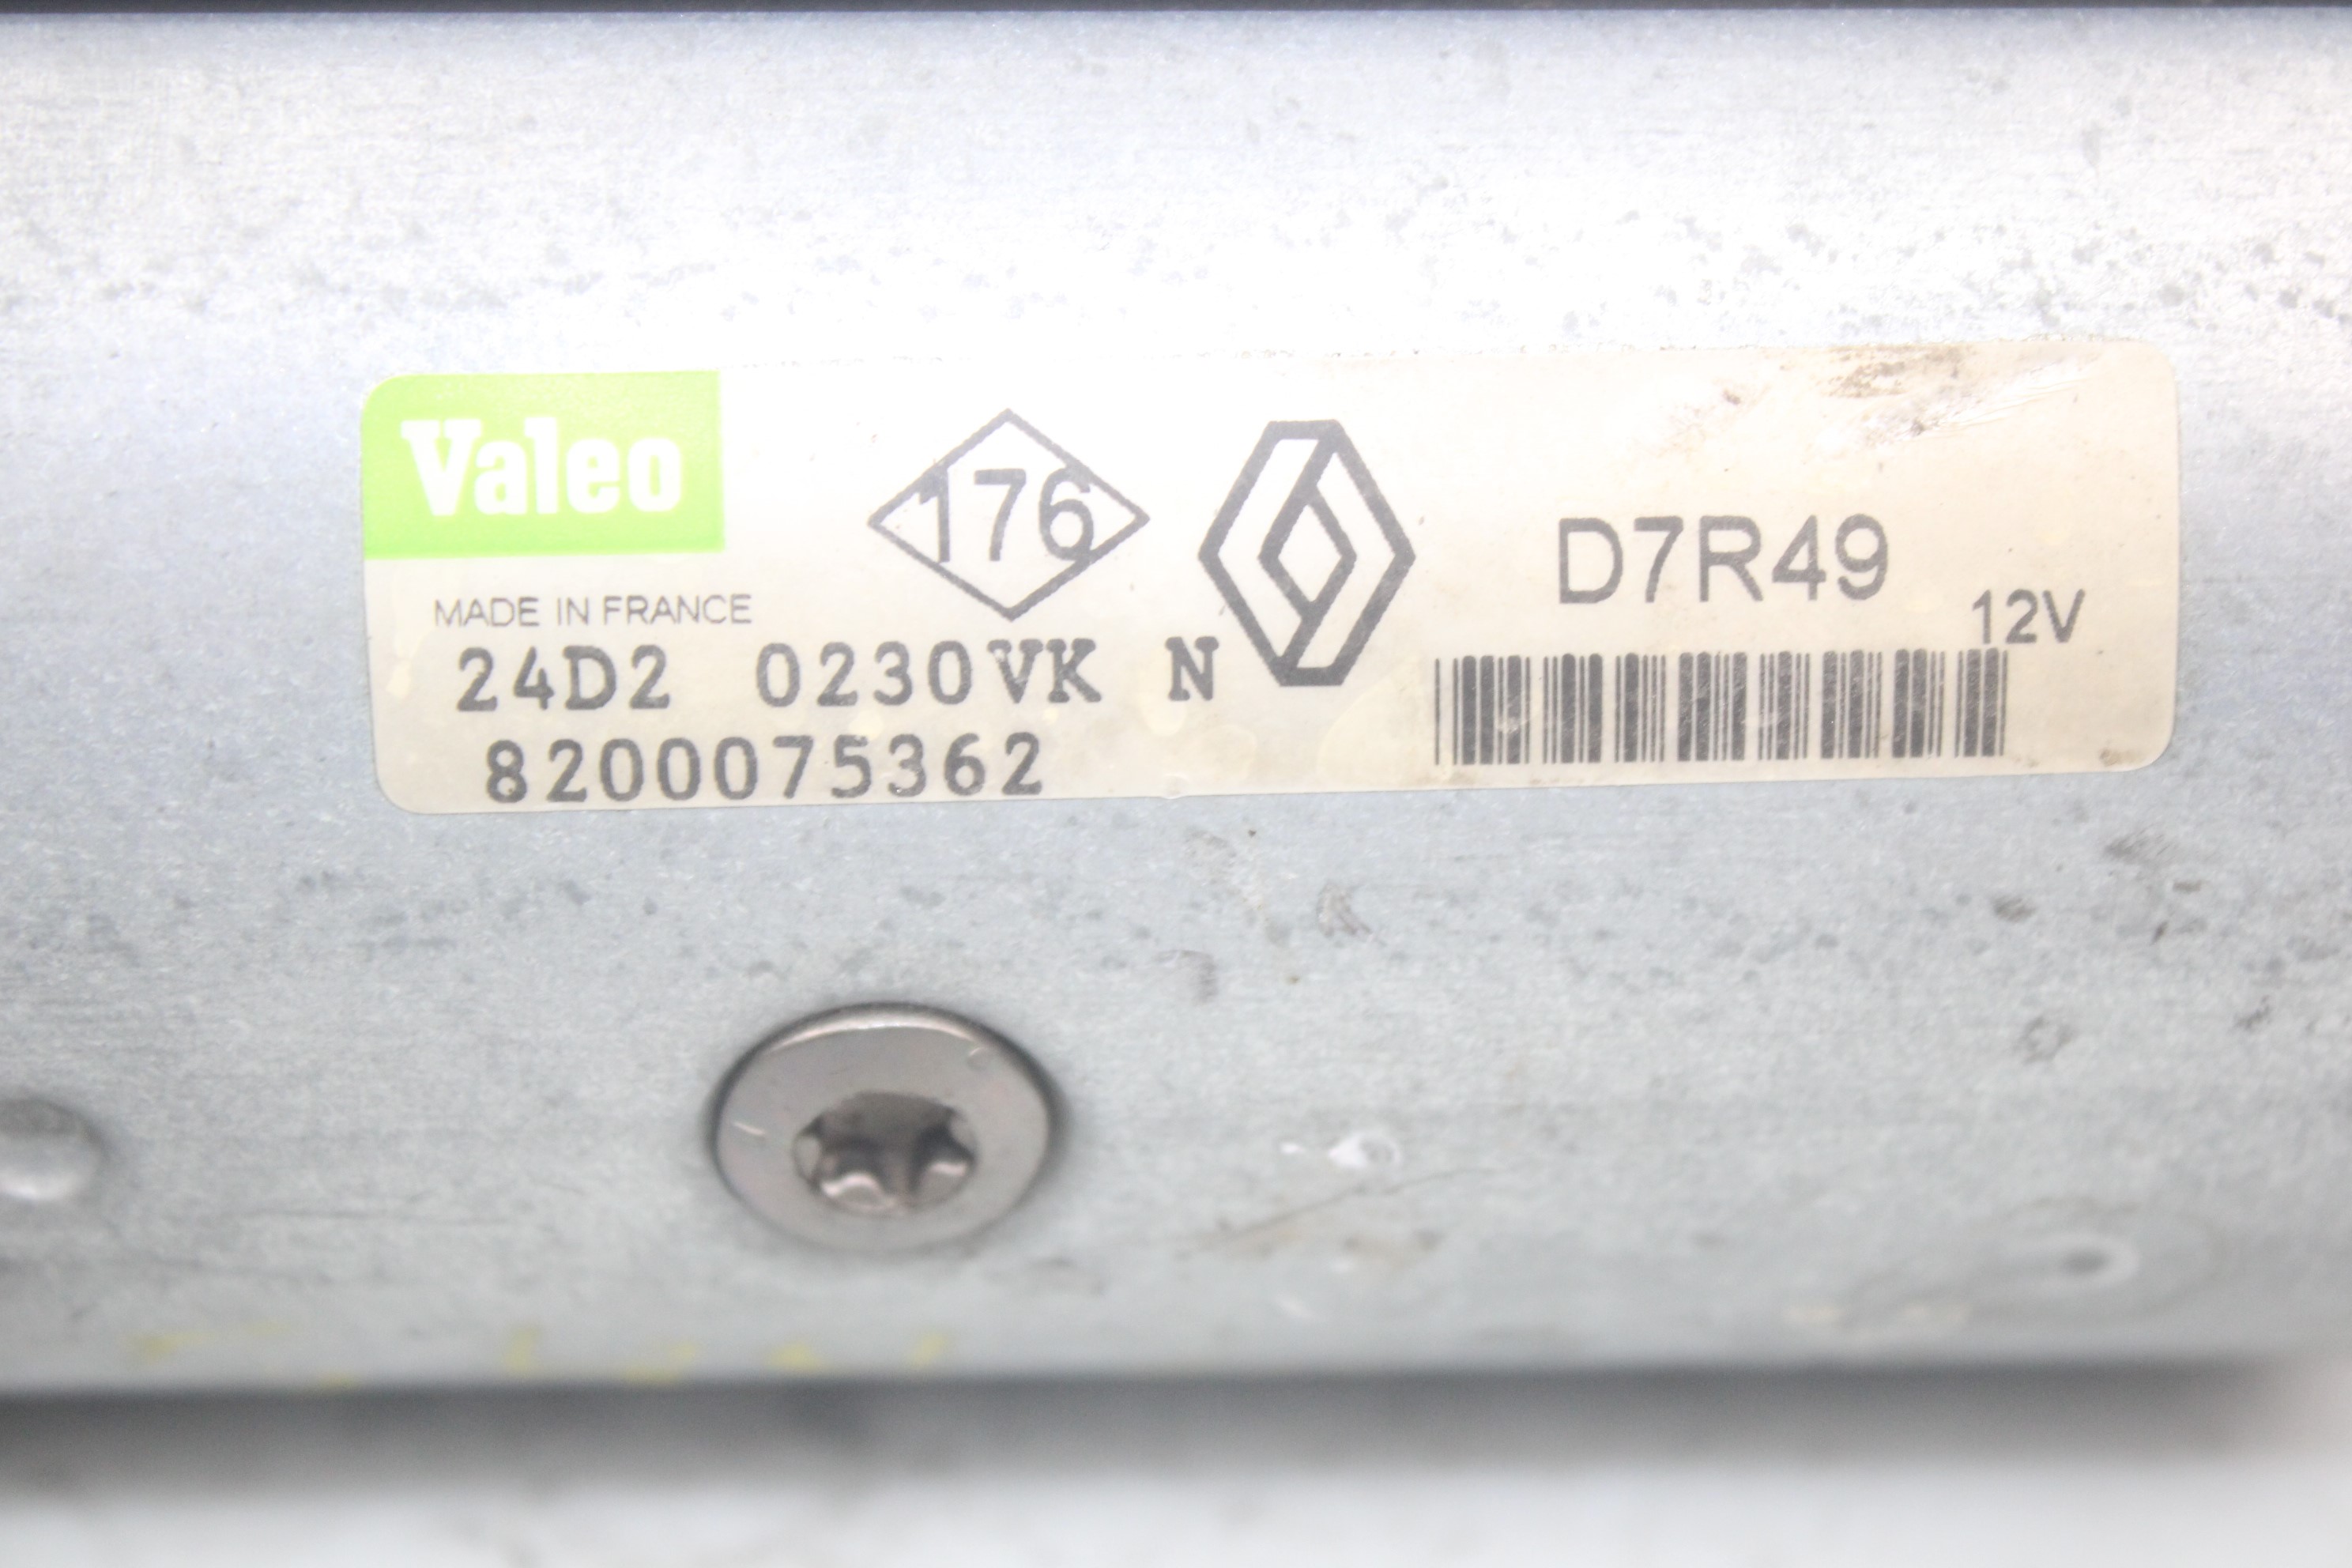 Valeo
176
D7R49
12V
MADE IN FRANCE
24D2 0230VK N
8200075362